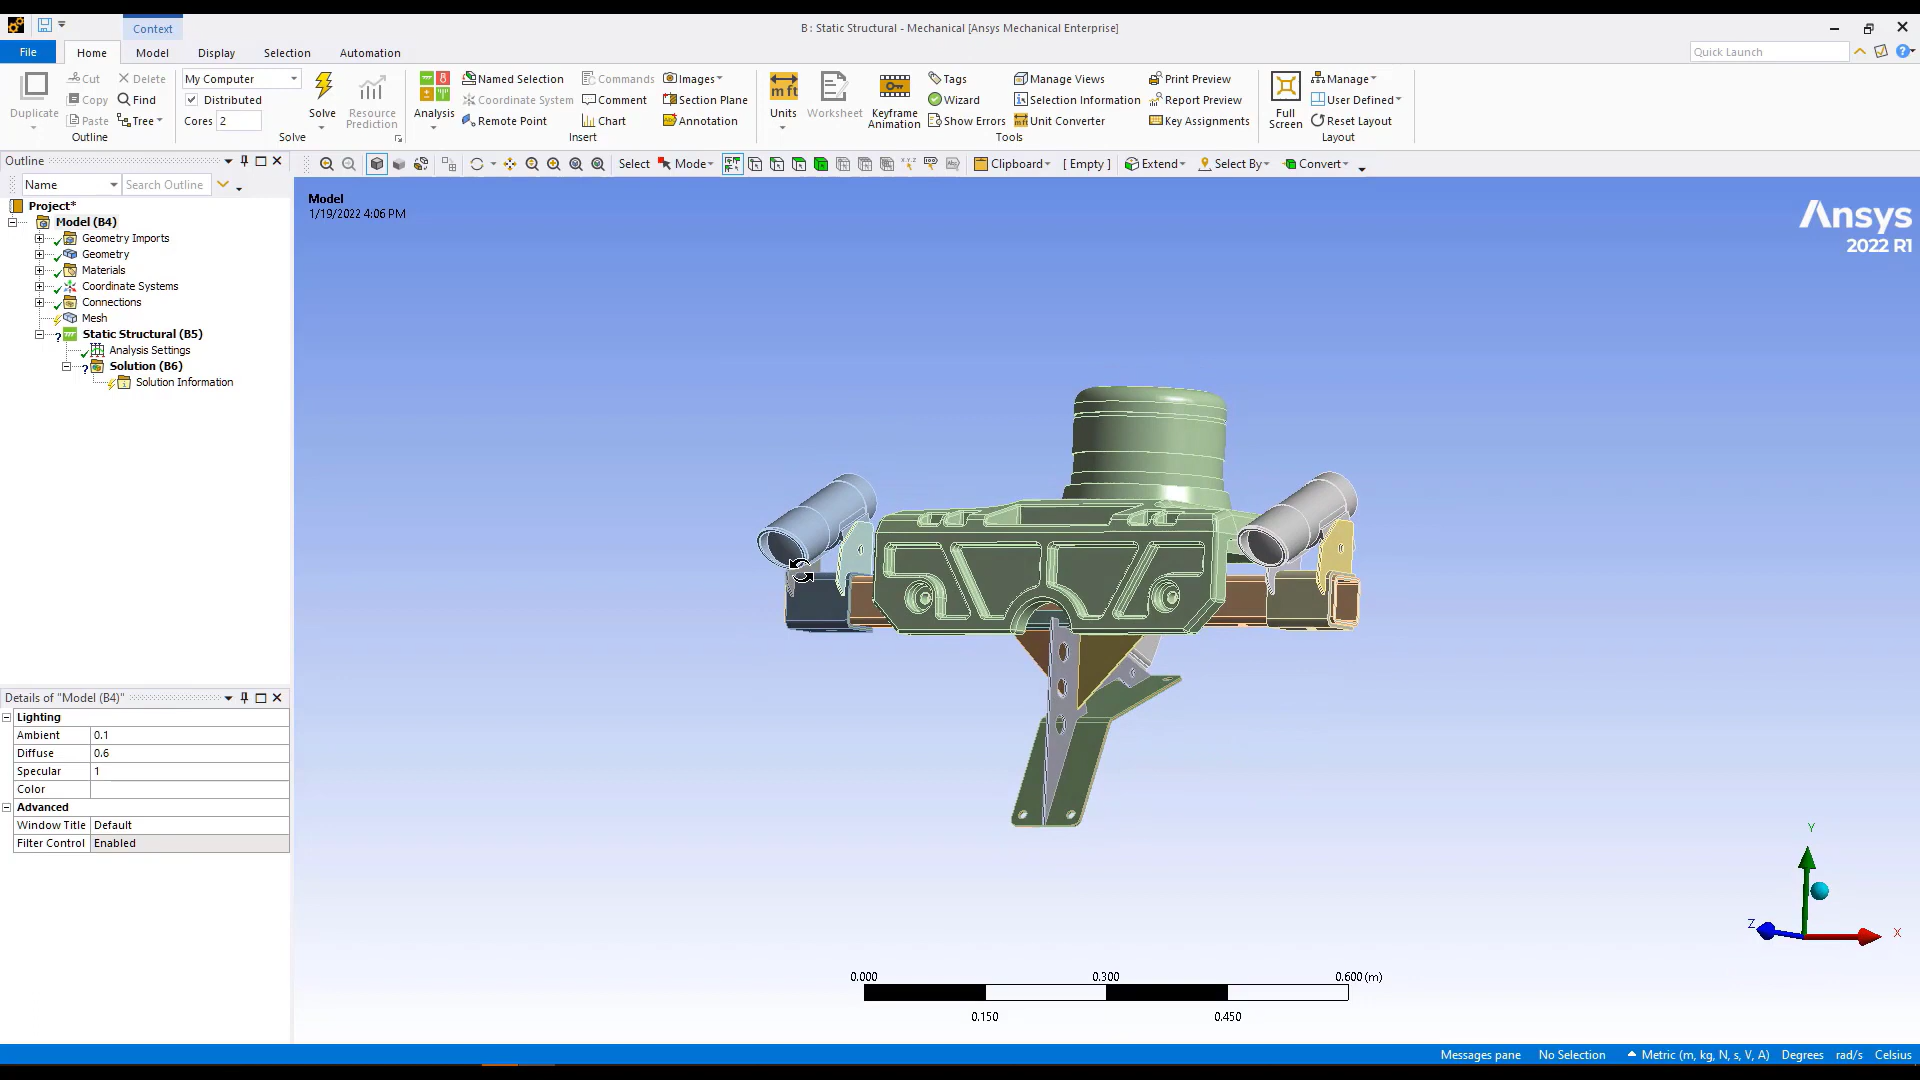 Context
B : Static Structural - Mechanical [Ansys Mechanical Enterprise]
File Home Model Display Selection Automation
Quick Launch
Duplicate
Cut
Copy
Paste
Delete
Find
Tree
Outline
My Computer
Distributed
Cores 2
Solve
Resource
Prediction
Solve
Analysis
Named Selection
Coordinate System
Remote Point
Commands
Comment
Chart
Images
Section Plane
Annotation
Insert
Units
Worksheet
Keyframe
Animation
Tags
Wizard
Show Errors
Manage Views
Selection Information
Unit Converter
Print Preview
Report Preview
Key Assignments
Tools
Full
Screen
Manage
User Defined
Reset Layout
Layout
Outline
Name
Search Outline
Select Mode Clipboard [ Empty ] Extend Select By Convert
Project*
Model (B4)
Geometry Imports
Geometry
Materials
Coordinate Systems
Connections
Mesh
Static Structural (B5)
Analysis Settings
Solution (B6)
Solution Information
Model
1/19/2022 4:06 PM
Ansys
2022 R1
Details of "Model (B4)"
Lighting
Ambient 0.1
Diffuse 0.6
Specular 1
Color
Advanced
Window Title Default
Filter Control Enabled
Y
Z
X
0.000 0.300 0.600 (m)
0.150 0.450
Messages pane No Selection Metric (m, kg, N, s, V, A) Degrees rad/s Celsius